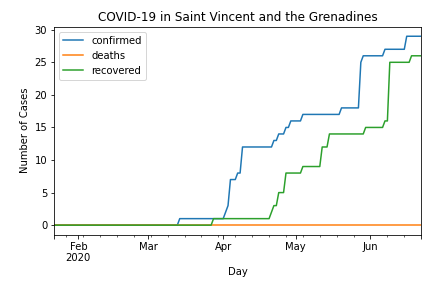 COVID-19 in Saint Vincent and the Grenadines
confirmed
deaths
recovered
Number of Cases
30
25
20
15
10
5
0
Feb Mar Apr May Jun
2020
Day